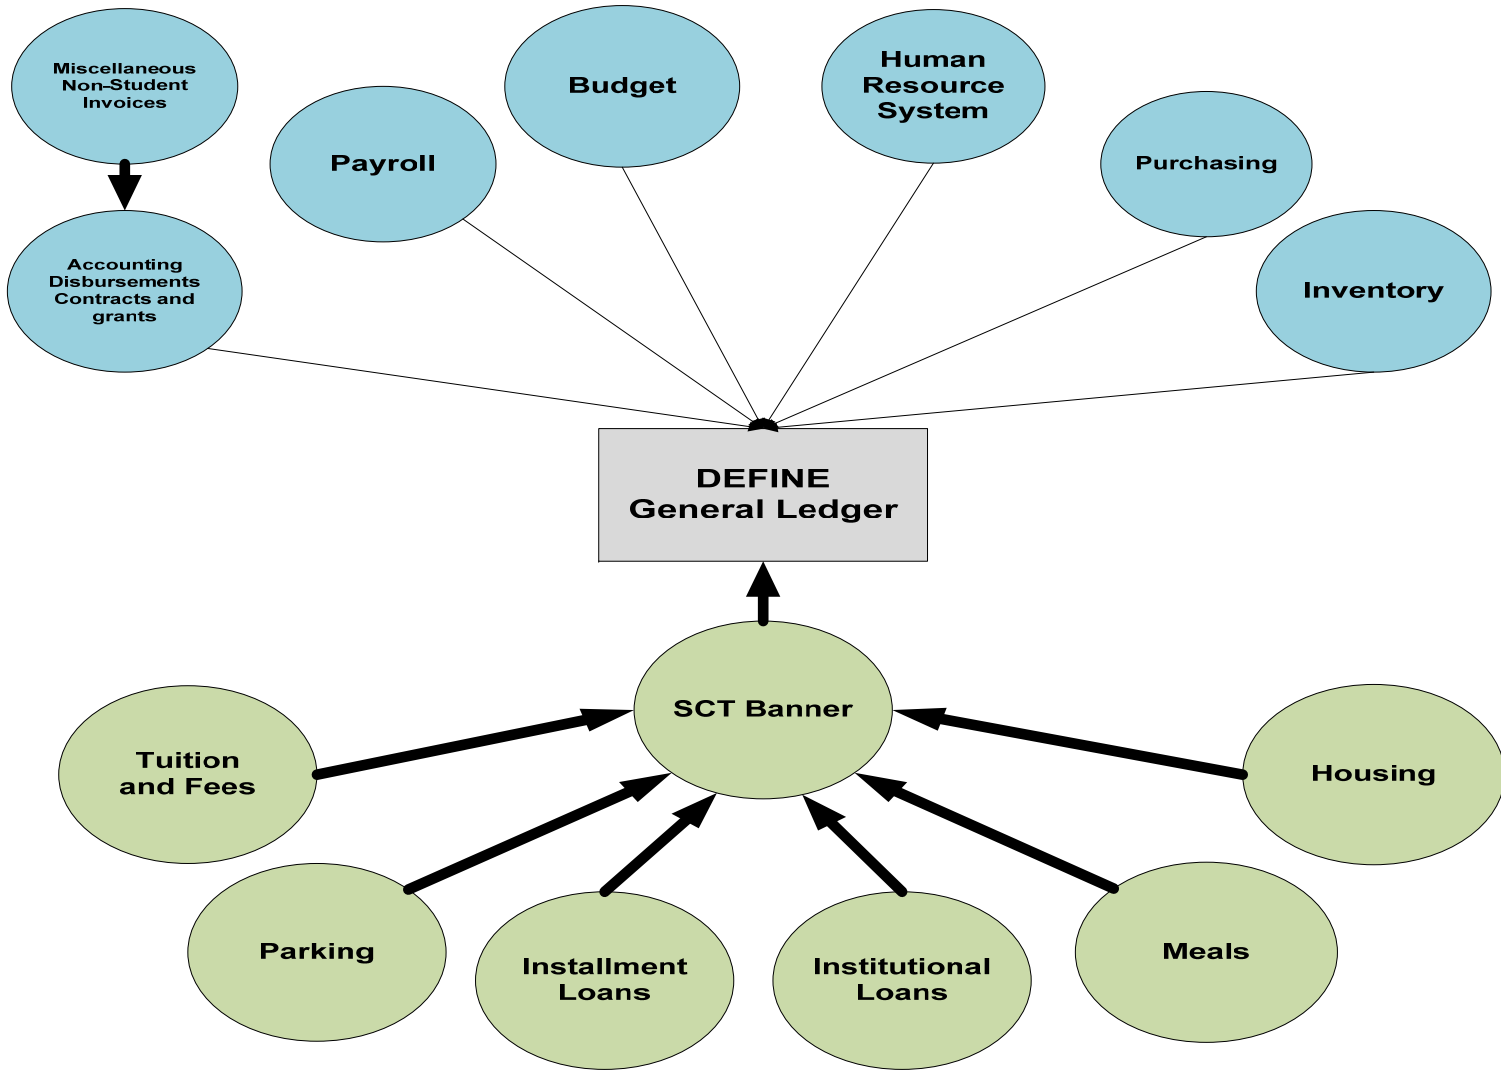 Miscellaneous
Non-Student
Invoices
Payroll
Budget
Human
Resource
System
Purchasing
Accounting
Disbursements
Contracts and
grants
Inventory
DEFINE
General Ledger
SCT Banner
Tuition
and Fees
Housing
Parking
Installment
Loans
Institutional
Loans
Meals